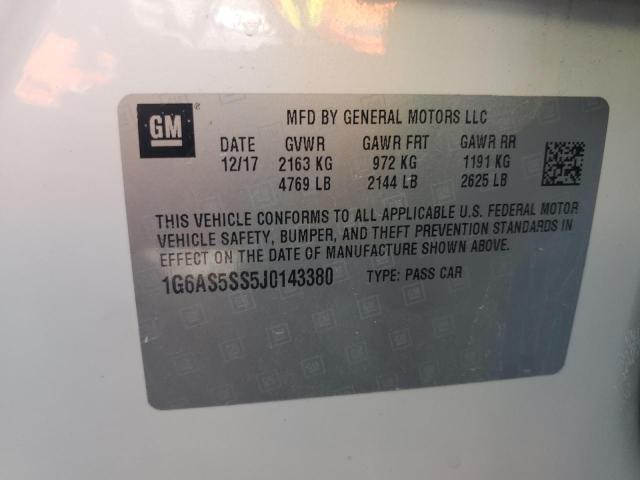 GM ®
MFD BY GENERAL MOTORS LLC
DATE GVWR GAWR FRT GAWR RR
12/17 2163 KG 972 KG 1191 KG
4769 LB 2144 LB 2625 LB
THIS VEHICLE CONFORMS TO ALL APPLICABLE U.S. FEDERAL MOTOR
VEHICLE SAFETY, BUMPER, AND THEFT PREVENTION STANDARDS IN
EFFECT ON THE DATE OF MANUFACTURE SHOWN ABOVE.
1G6AS5SS5J0143380 TYPE: PASS CAR